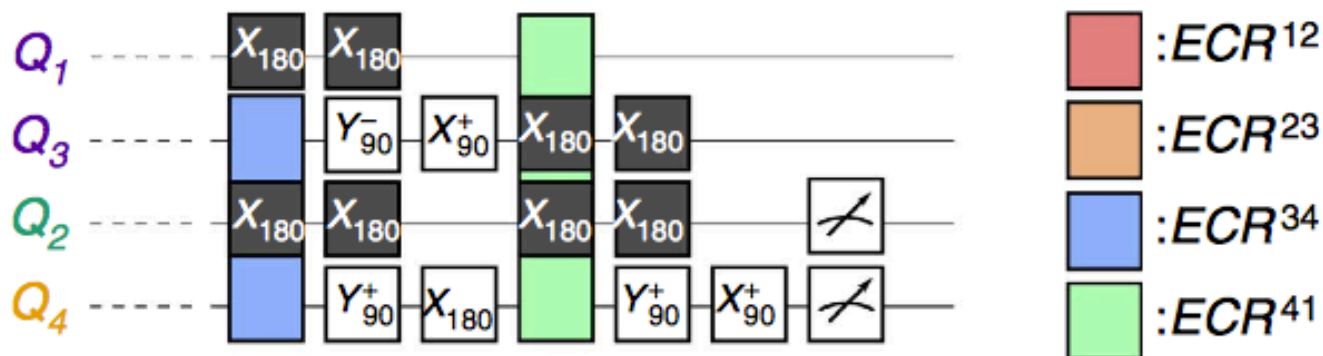 Q1 X180 X180 :ECR12
Q3 Y−90 X+90 X180 X180 :ECR23
Q2 X180 X180 X180 X180 :ECR34
Q4 Y+90 X180 Y+90 X+90 :ECR41